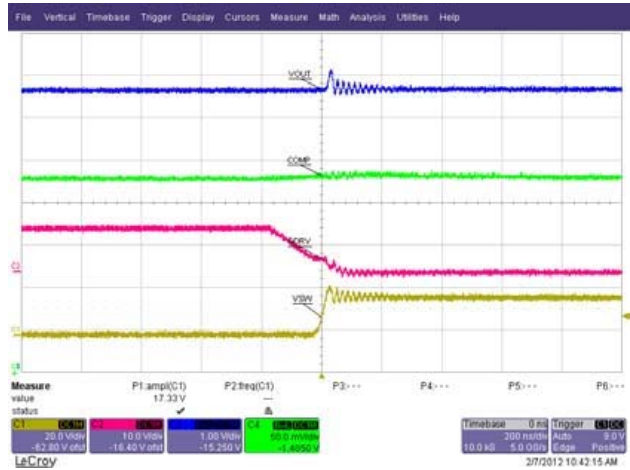 File Vertical Timebase Trigger Display Cursors Measure Math Analysis Utilities Help
VOUT
COMP
VSW
Measure P1:ampl(C1) P2:freq(C1) P3:--- P4:--- P5:--- P6:---
value 17.33 V ---
status
C1 DC1M
20.0 V/div
-62.80 V ofst
DC1M
10.0 V/div
-16.40 V ofst
1.00 V/div
-15.250 V
C4
50.0 mV/div
-1.4050 V
Timebase 0 ns
200 ns/div
10.0 kS 5.0 GS/s
Trigger C1 DC
Auto 9.0 V
Edge Positive
LeCroy
2/7/2012 10:42:15 AM